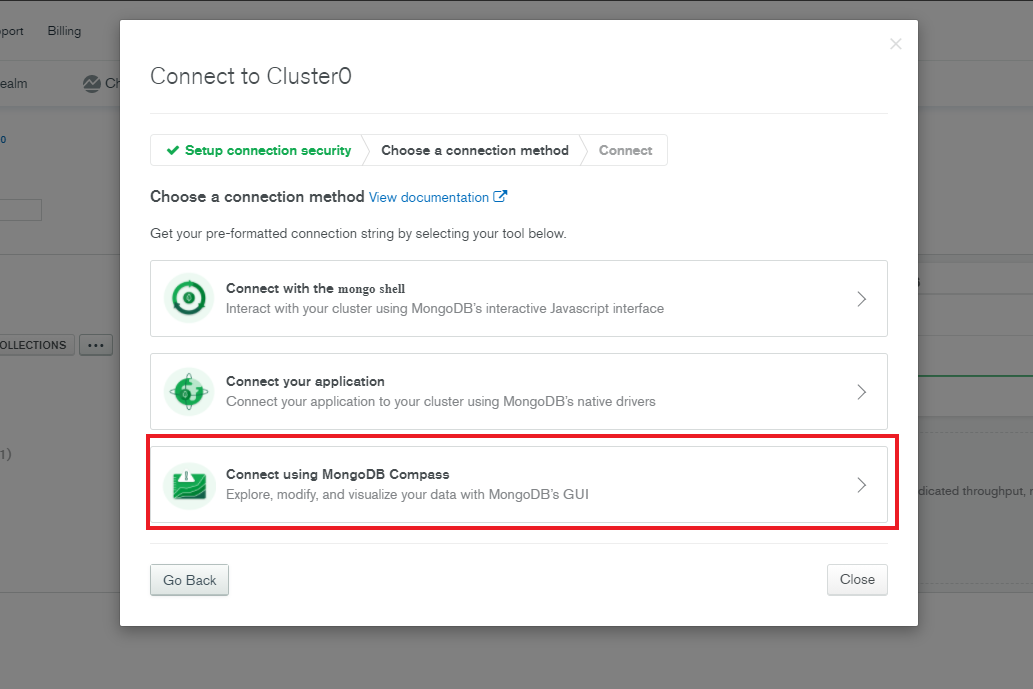 port Billing
Connect to Cluster0
ealm
Setup connection security
Choose a connection method
Connect
Choose a connection method View documentation
Get your pre-formatted connection string by selecting your tool below.
Connect with the mongo shell
Interact with your cluster using MongoDB's interactive Javascript interface
OLLECTIONS
Connect your application
Connect your application to your cluster using MongoDB's native drivers
1)
Connect using MongoDB Compass
Explore, modify, and visualize your data with MongoDB's GUI
dicated throughput,
Go Back
Close